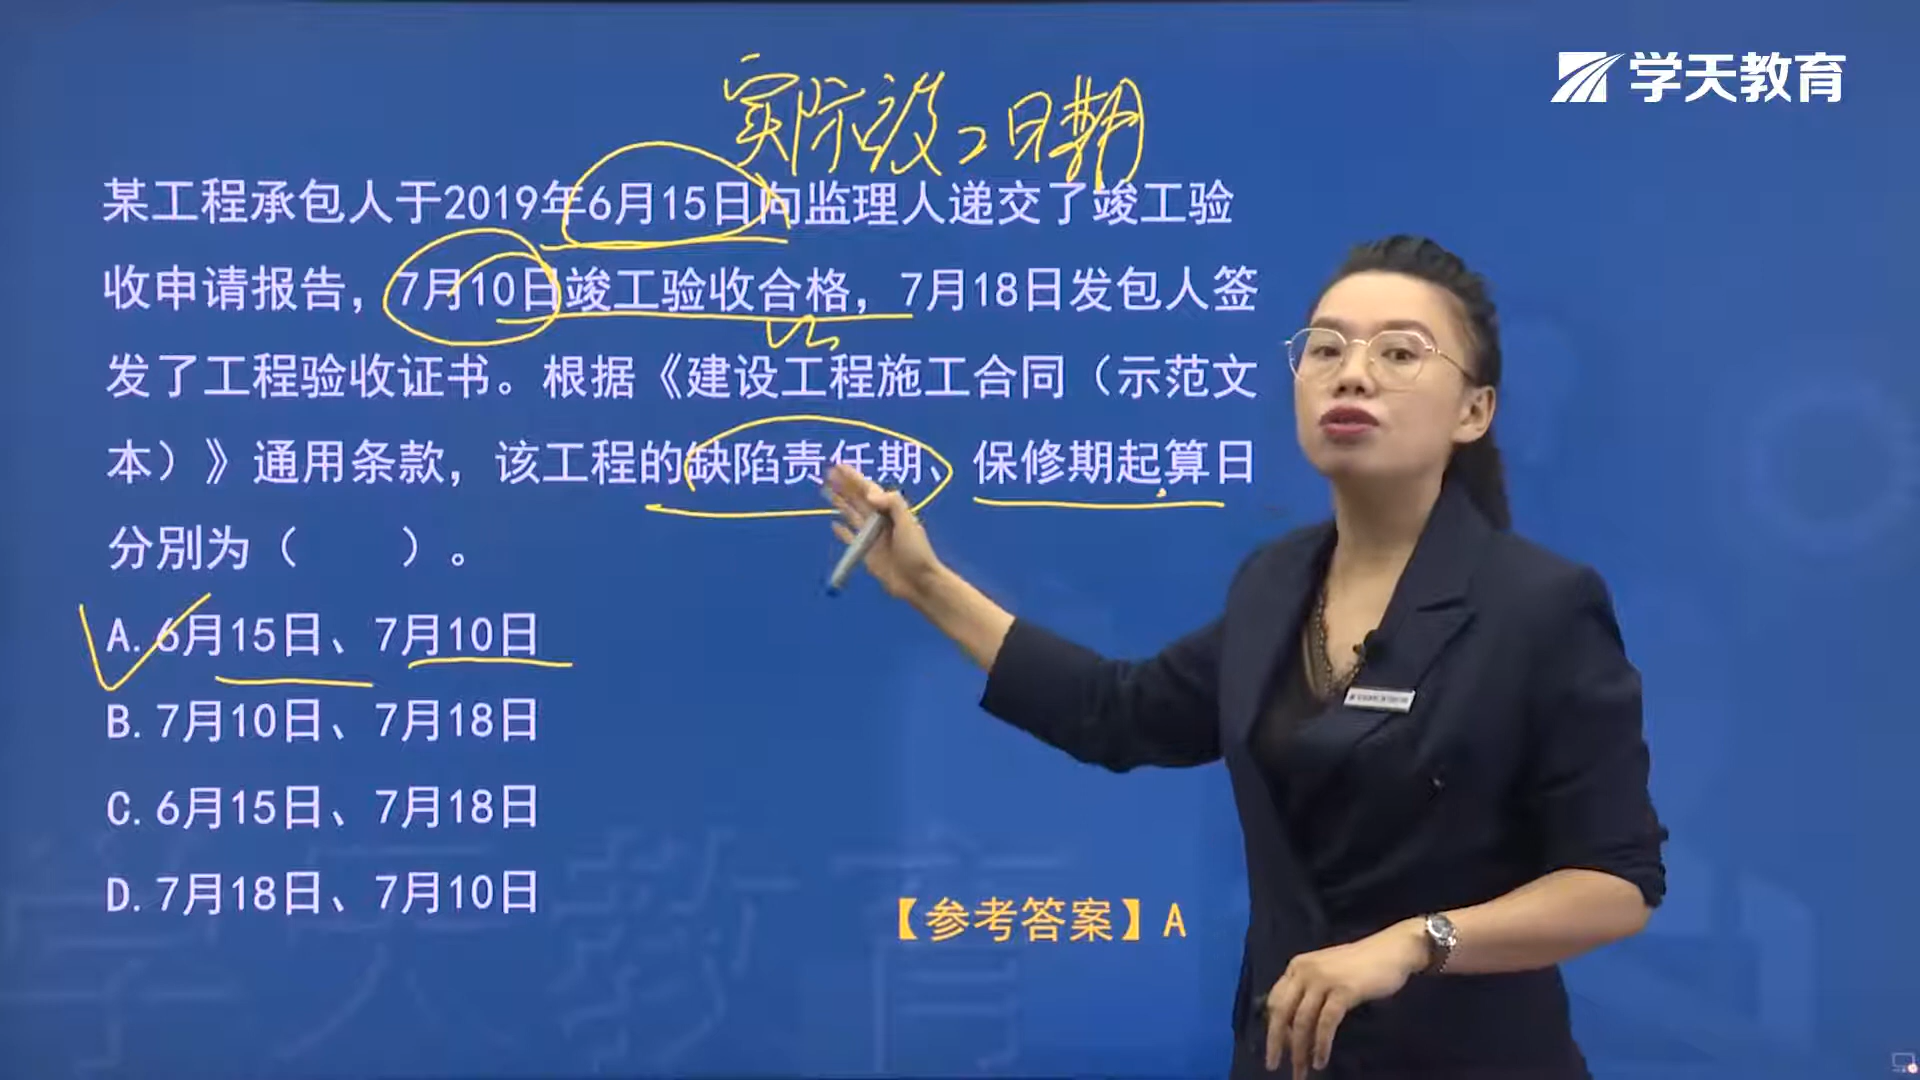 学天教育
实际竣工日期
某工程承包人于2019年6月15日向监理人递交了竣工验
收申请报告，7月10日竣工验收合格，7月18日发包人签
发了工程验收证书。根据《建设工程施工合同（示范文
本）》通用条款，该工程的缺陷责任期、保修期起算日
分别为（　　）。
A.6月15日、7月10日
B.7月10日、7月18日
C.6月15日、7月18日
D.7月18日、7月10日
【参考答案】A
学天教育